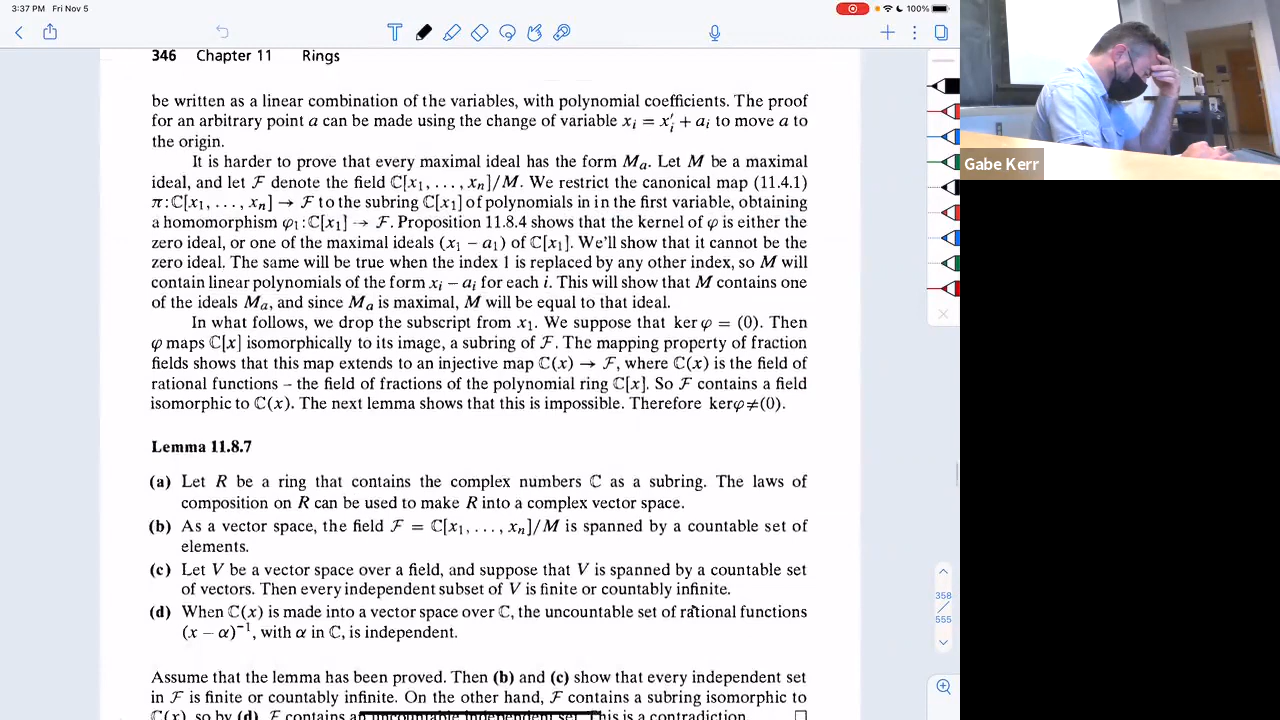 3:37 PM Fri Nov 5
100%
346 Chapter 11 Rings
be written as a linear combination of the variables, with polynomial coefficients. The proof
for an arbitrary point a can be made using the change of variable xᵢ = x′ᵢ + aᵢ to move a to
the origin.
It is harder to prove that every maximal ideal has the form Mₐ. Let M be a maximal
ideal, and let ℱ denote the field ℂ[x₁, . . . , xₙ]/M. We restrict the canonical map (11.4.1)
π: ℂ[x₁, . . . , xₙ] → ℱ to the subring ℂ[x₁] of polynomials in in the first variable, obtaining
a homomorphism φ₁: ℂ[x₁] → ℱ. Proposition 11.8.4 shows that the kernel of φ is either the
zero ideal, or one of the maximal ideals (x₁ − a₁) of ℂ[x₁]. We'll show that it cannot be the
zero ideal. The same will be true when the index 1 is replaced by any other index, so M will
contain linear polynomials of the form xᵢ − aᵢ for each i. This will show that M contains one
of the ideals Mₐ, and since Mₐ is maximal, M will be equal to that ideal.
In what follows, we drop the subscript from x₁. We suppose that ker φ = (0). Then
φ maps ℂ[x] isomorphically to its image, a subring of ℱ. The mapping property of fraction
fields shows that this map extends to an injective map ℂ(x) → ℱ, where ℂ(x) is the field of
rational functions – the field of fractions of the polynomial ring ℂ[x]. So ℱ contains a field
isomorphic to ℂ(x). The next lemma shows that this is impossible. Therefore kerφ≠(0).
Lemma 11.8.7
(a) Let R be a ring that contains the complex numbers ℂ as a subring. The laws of
composition on R can be used to make R into a complex vector space.
(b) As a vector space, the field ℱ = ℂ[x₁, . . . , xₙ]/M is spanned by a countable set of
elements.
(c) Let V be a vector space over a field, and suppose that V is spanned by a countable set
of vectors. Then every independent subset of V is finite or countably infinite.
(d) When ℂ(x) is made into a vector space over ℂ, the uncountable set of rational functions
(x − α)⁻¹, with α in ℂ, is independent.
Assume that the lemma has been proved. Then (b) and (c) show that every independent set
in ℱ is finite or countably infinite. On the other hand, ℱ contains a subring isomorphic to
ℂ(x), so by (d), ℱ contains an uncountable independent set. This is a contradiction. □
358
555
Gabe Kerr